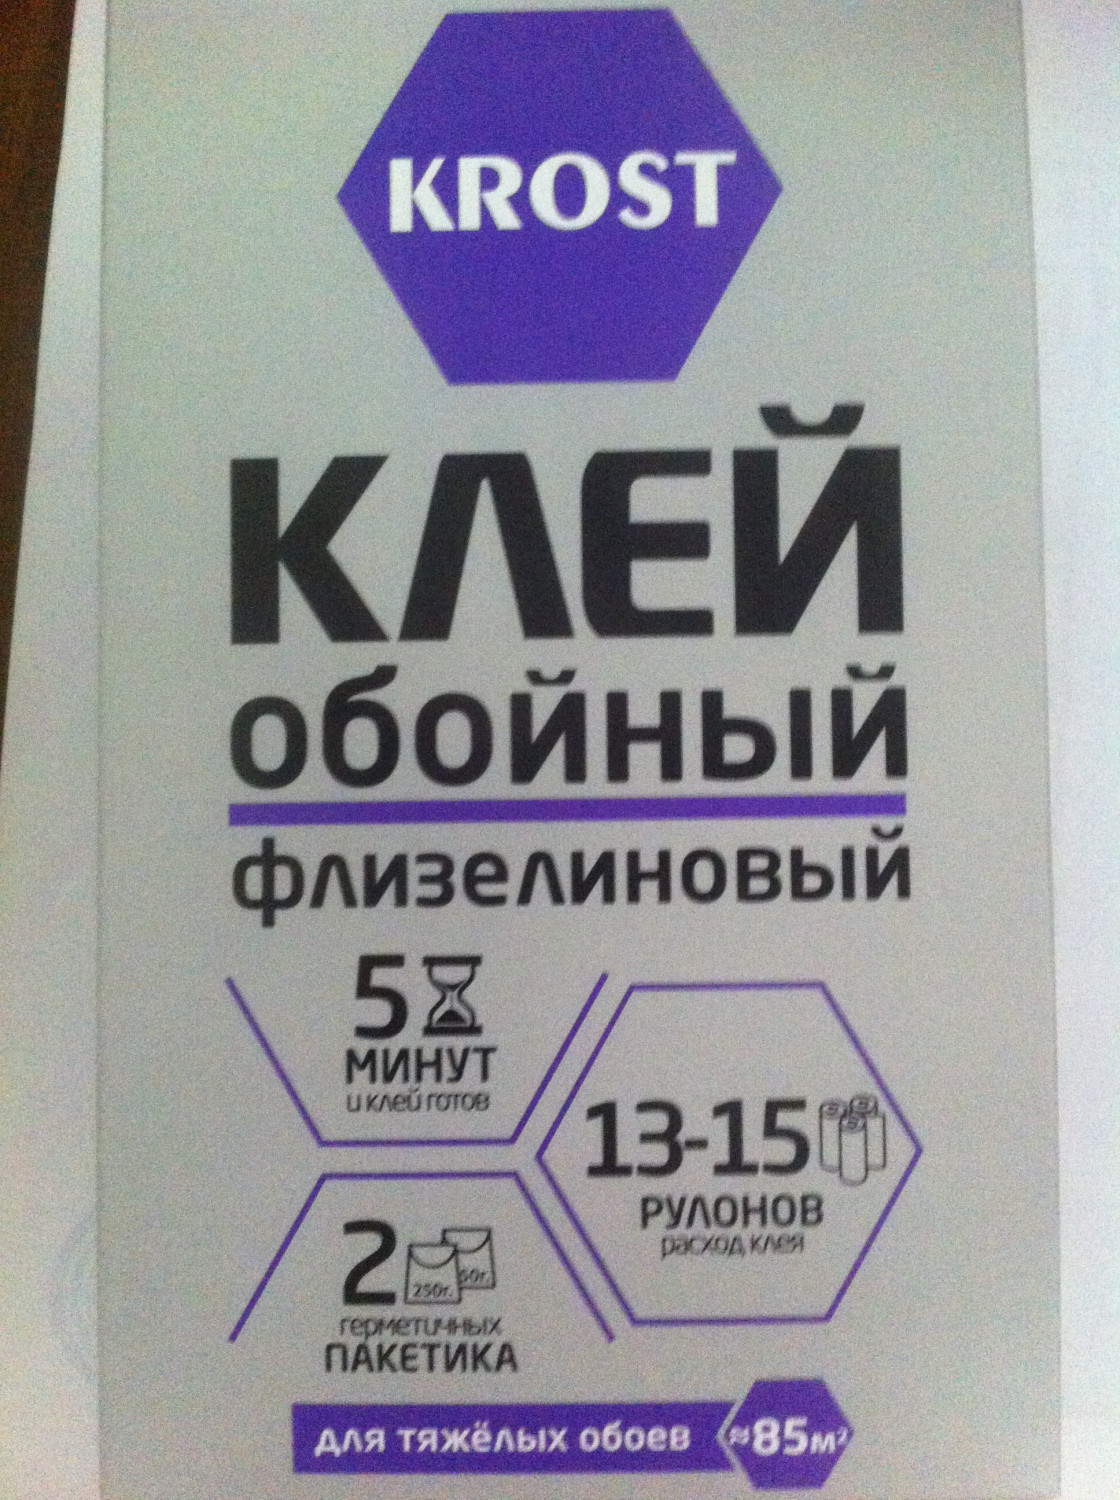 KROST
КЛЕЙ
обойный
флизелиновый
5
МИНУТ
и клей готов
13-15
РУЛОНОВ
расход клея
2
250г.
50г.
герметичных
ПАКЕТИКА
для тяжёлых обоев ≈85м²